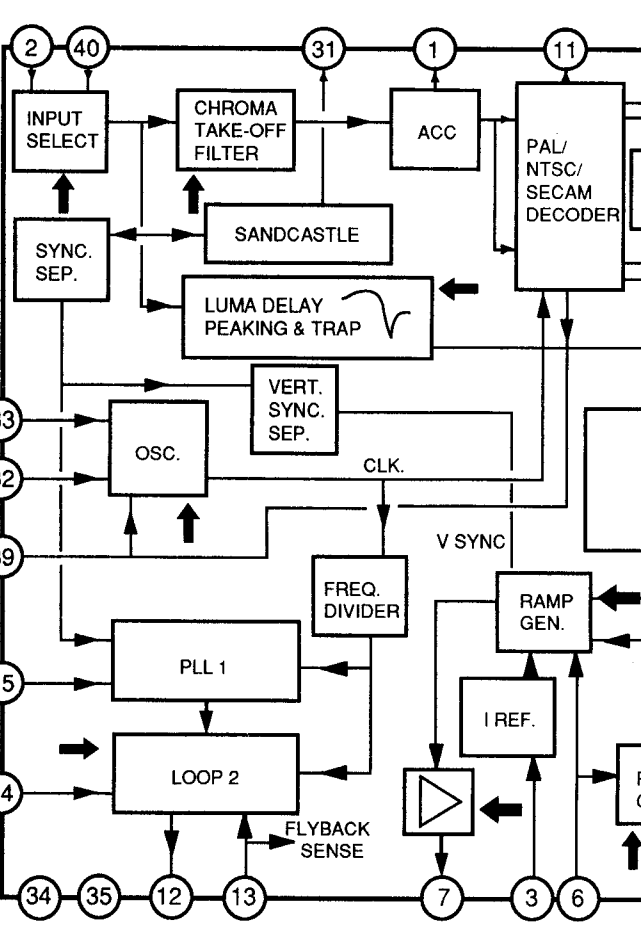 2
40
31
1
11
INPUT
SELECT
CHROMA
TAKE-OFF
FILTER
ACC
PAL/
NTSC/
SECAM
DECODER
SANDCASTLE
SYNC.
SEP.
LUMA DELAY
PEAKING & TRAP
VERT.
SYNC.
SEP.
OSC.
CLK.
V SYNC
FREQ.
DIVIDER
RAMP
GEN.
PLL 1
I REF.
LOOP 2
FLYBACK
SENSE
34
35
12
13
7
3
6